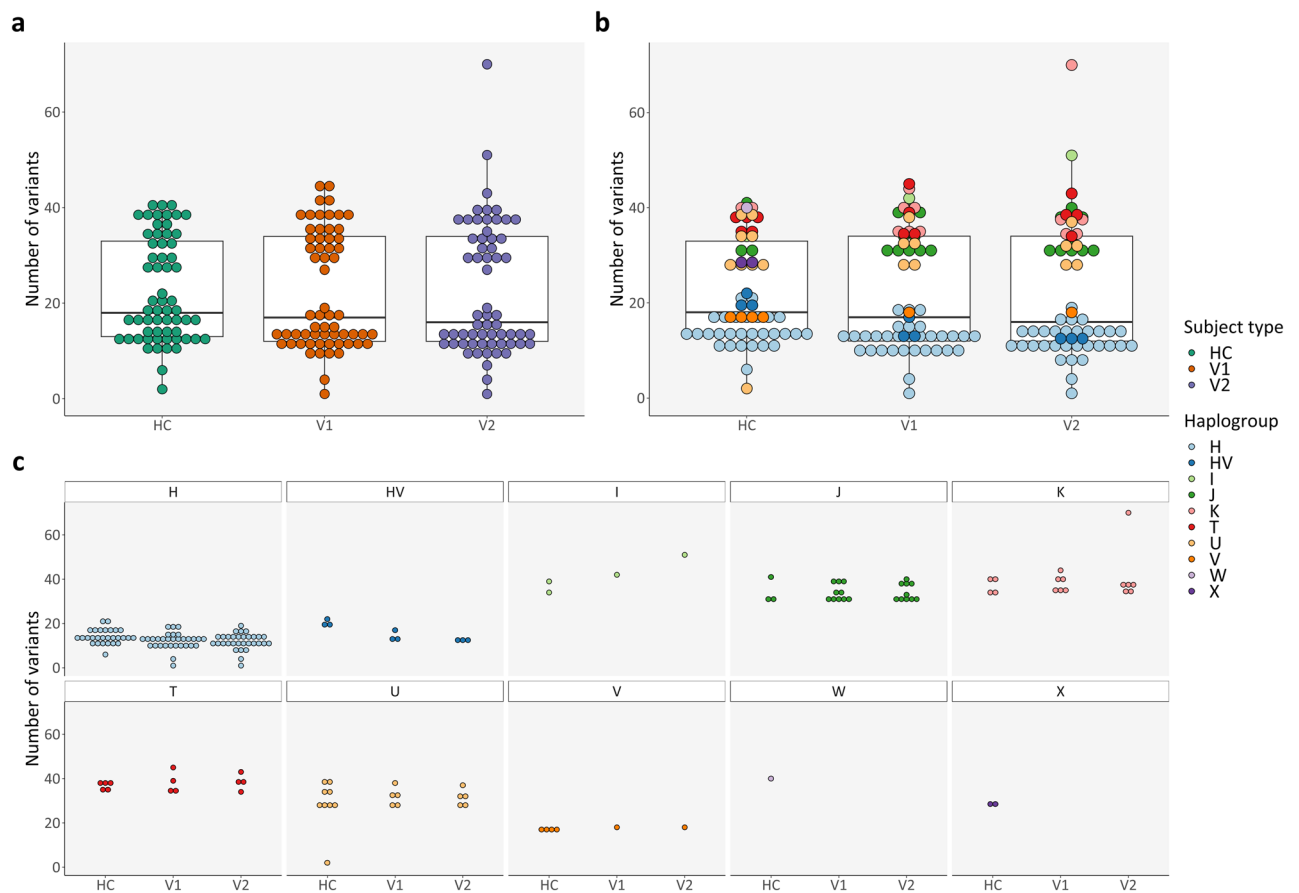 a
Number of variants
60
40
20
0
HC
V1
V2
b
Number of variants
60
40
20
0
HC
V1
V2
Subject type
HC
V1
V2
Haplogroup
H
HV
I
J
K
T
U
V
W
X
c
Number of variants
H
HV
I
J
K
60
40
20
0
T
U
V
W
X
60
40
20
0
HC
V1
V2
HC
V1
V2
HC
V1
V2
HC
V1
V2
HC
V1
V2